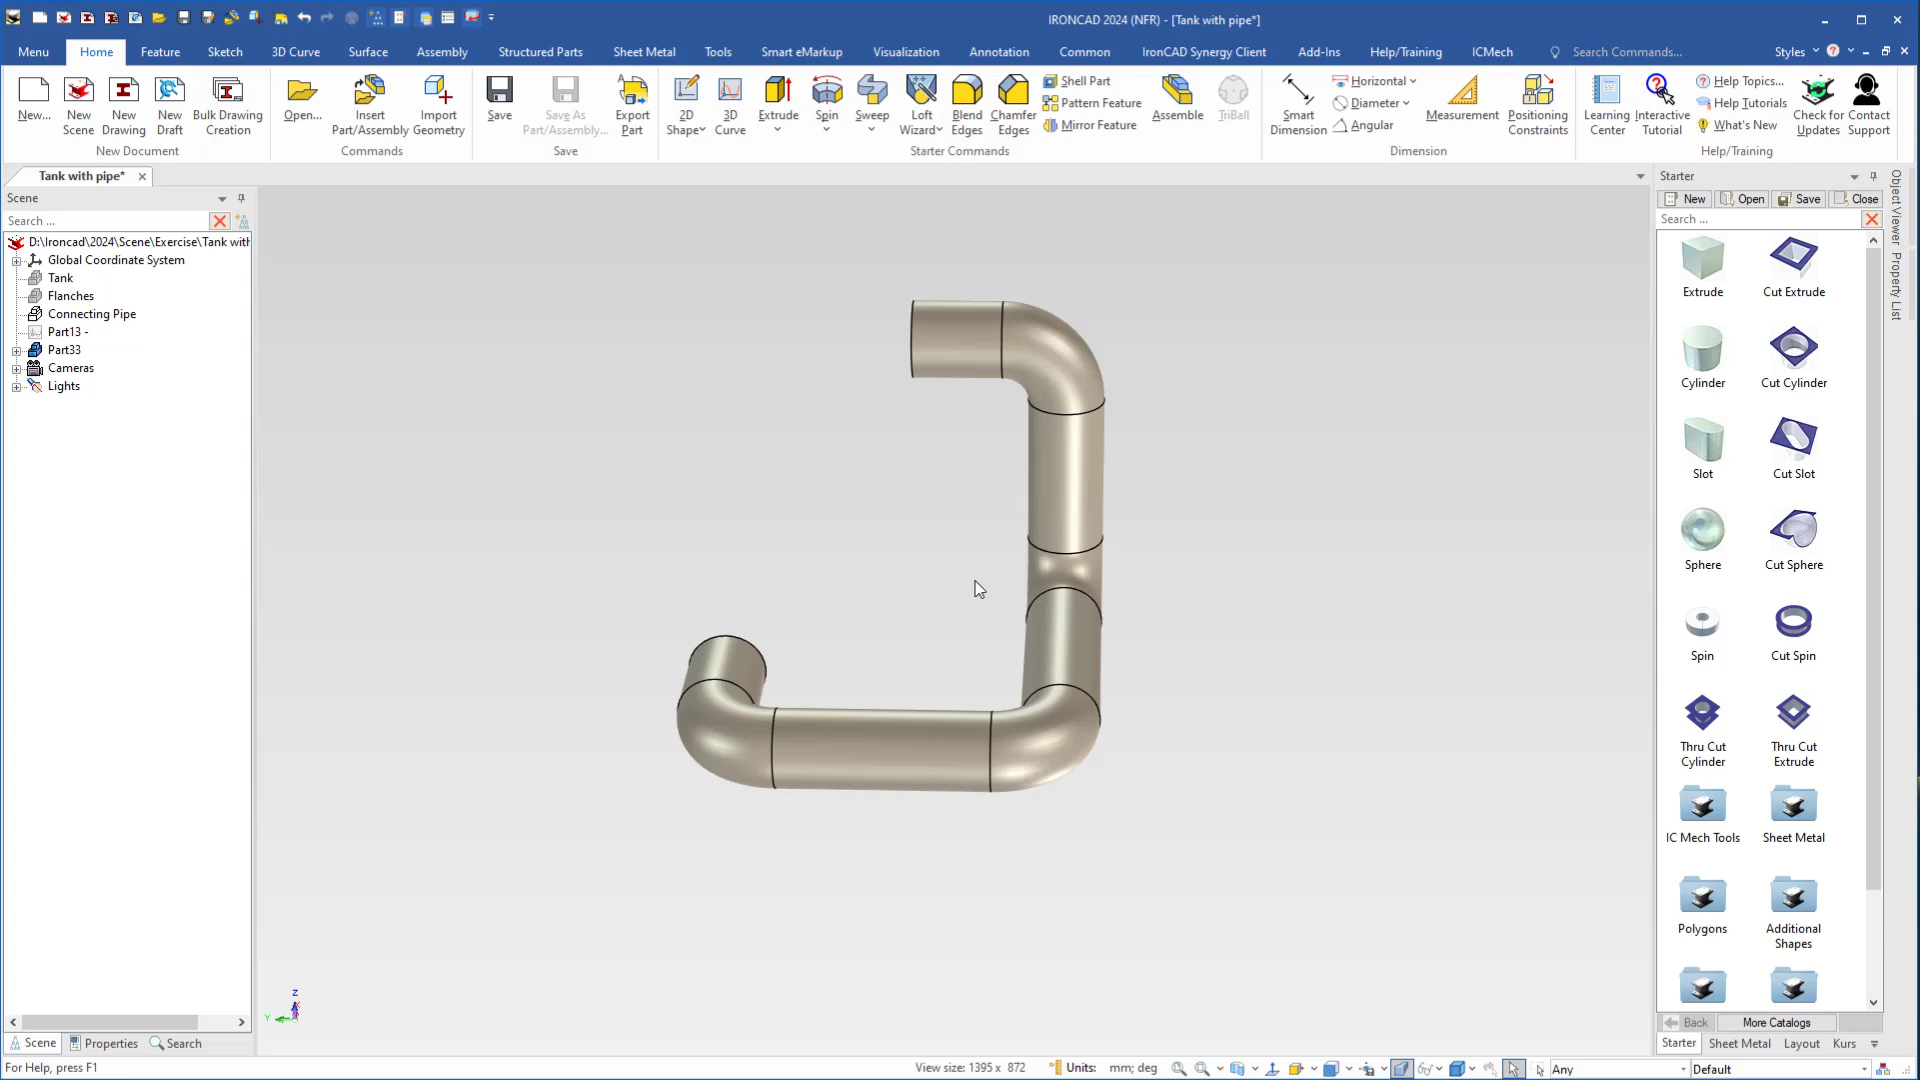 IRONCAD 2024 (NFR) - [Tank with pipe*]
Menu
Home
Feature
Sketch
3D Curve
Surface
Assembly
Structured Parts
Sheet Metal
Tools
Smart eMarkup
Visualization
Annotation
Common
IronCAD Synergy Client
Add-Ins
Help/Training
ICMech
Search Commands...
Styles
New...
New
Scene
New
Drawing
New
Draft
Bulk Drawing
Creation
New Document
Open...
Insert
Part/Assembly
Import
Geometry
Commands
Save
Save As
Part/Assembly...
Export
Part
Save
2D
Shape
3D
Curve
Extrude
Spin
Sweep
Loft
Wizard
Blend
Edges
Chamfer
Edges
Shell Part
Pattern Feature
Mirror Feature
Assemble
TriBall
Starter Commands
Smart
Dimension
Horizontal
Diameter
Angular
Measurement
Positioning
Constraints
Dimension
Learning
Center
Interactive
Tutorial
Help Topics...
Help Tutorials
What's New
Check for
Updates
Contact
Support
Help/Training
Tank with pipe*
Scene
Search ...
D:\Ironcad\2024\Scene\Exercise\Tank with
Global Coordinate System
Tank
Flanches
Connecting Pipe
Part13 -
Part33
Cameras
Lights
Z
Y
Starter
New
Open
Save
Close
Search ...
Extrude
Cut Extrude
Cylinder
Cut Cylinder
Slot
Cut Slot
Sphere
Cut Sphere
Spin
Cut Spin
Thru Cut
Cylinder
Thru Cut
Extrude
IC Mech Tools
Sheet Metal
Polygons
Additional
Shapes
Back
More Catalogs
Starter
Sheet Metal
Layout
Kurs
Object Viewer
Property List
Scene
Properties
Search
For Help, press F1
View size: 1395 x 872
Units:
mm; deg
Any
Default